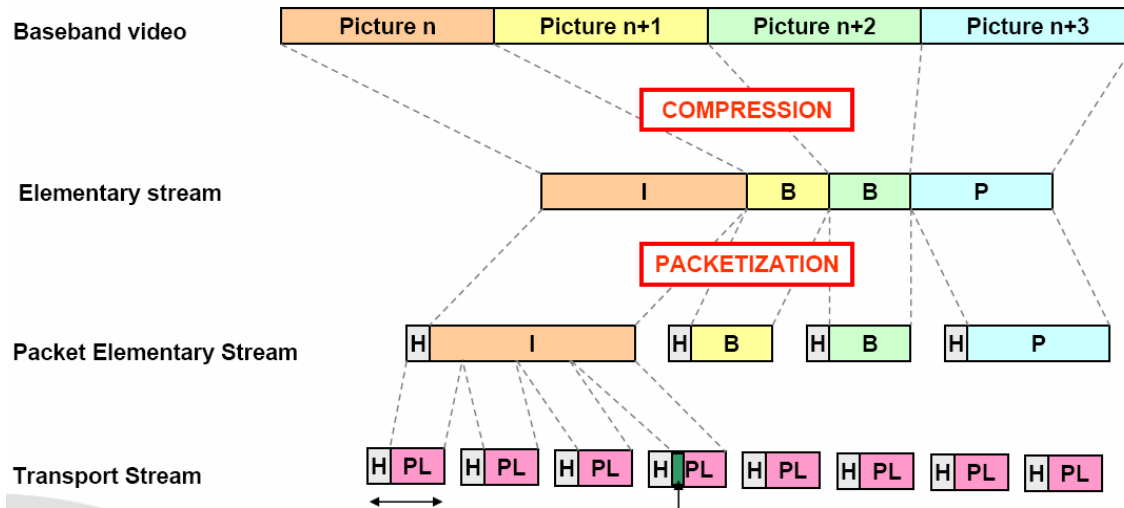 Baseband video
Picture n Picture n+1 Picture n+2 Picture n+3
COMPRESSION
Elementary stream
I B B P
PACKETIZATION
Packet Elementary Stream
H I H B H B H P
Transport Stream
H PL H PL H PL H PL H PL H PL H PL H PL